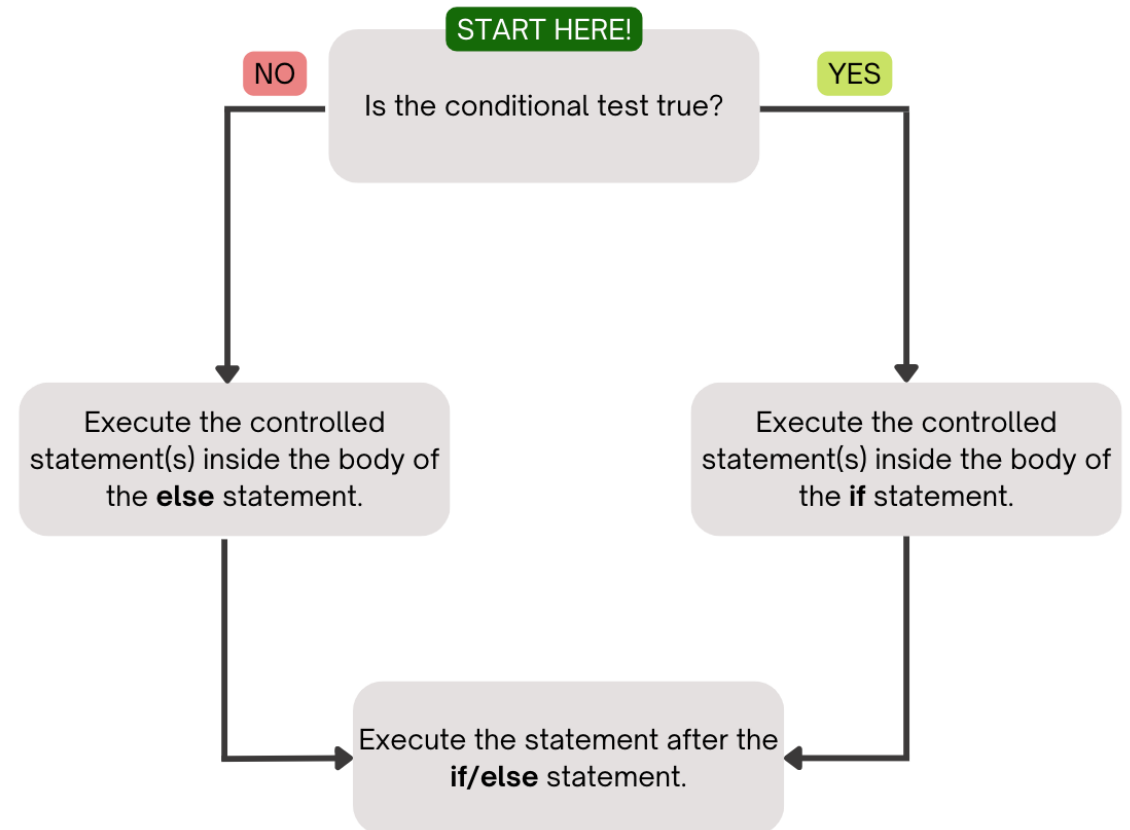 START HERE!
NO
YES
Is the conditional test true?
Execute the controlled
statement(s) inside the body of
the else statement.
Execute the controlled
statement(s) inside the body of
the if statement.
Execute the statement after the
if/else statement.